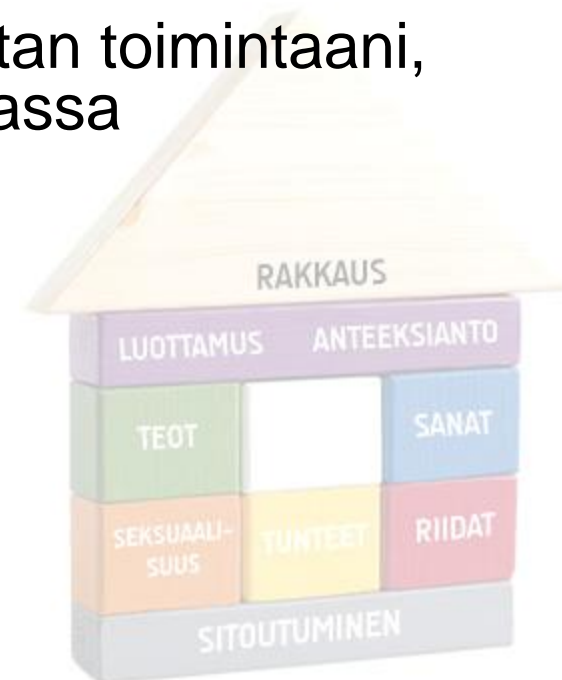 tan toimintaani,
assa
RAKKAUS
LUOTTAMUS ANTEEKSIANTO
TEOT
SANAT
SEKSUAALI-
SUUS
TUNTEET
RIIDAT
SITOUTUMINEN